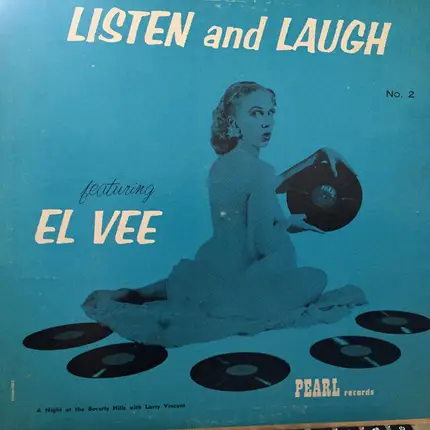 LISTEN and LAUGH
No. 2
featuring
EL VEE
PEARL records
A Night at the Beverly Hills with Larry Vincent